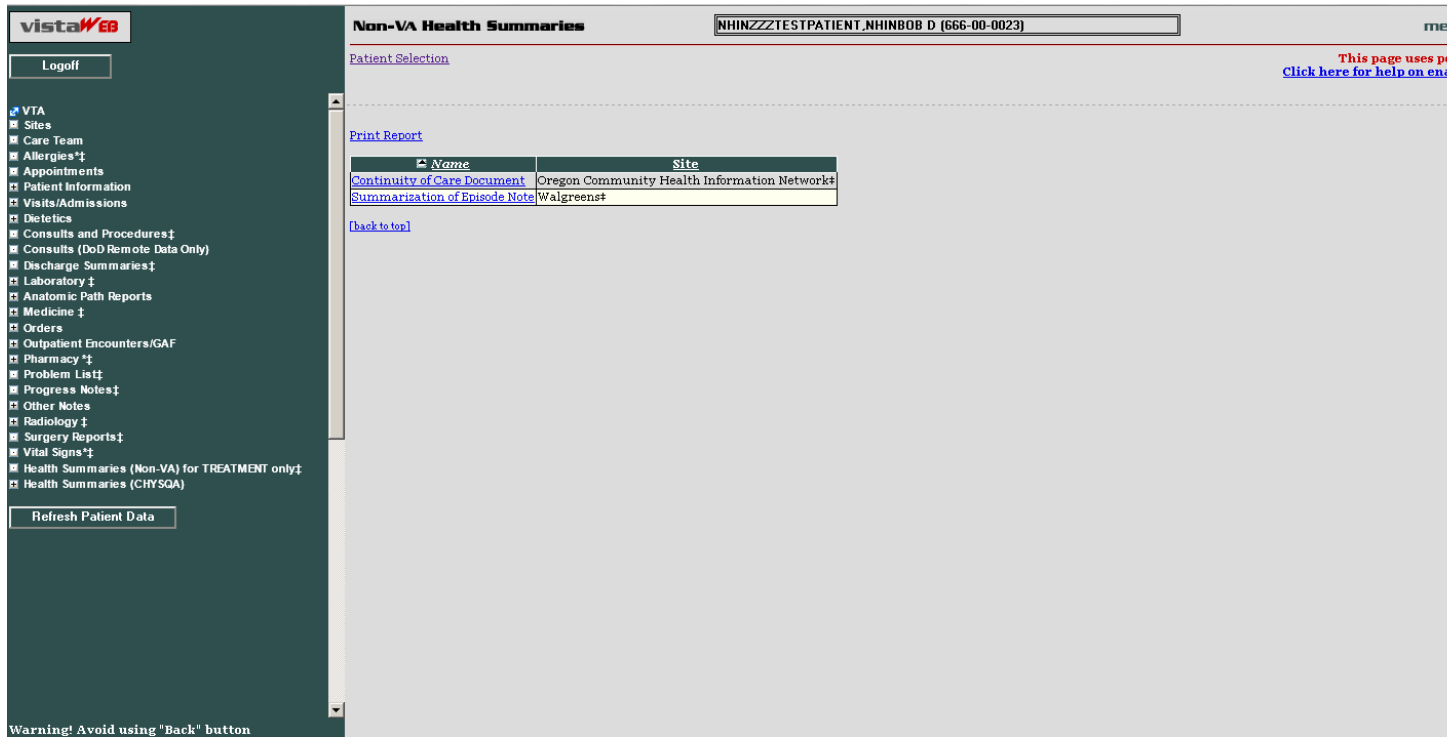 vistaWEB
Logoff
VTA
Sites
Care Team
Allergies*‡
Appointments
Patient Information
Visits/Admissions
Dietetics
Consults and Procedures‡
Consults (DoD Remote Data Only)
Discharge Summaries‡
Laboratory ‡
Anatomic Path Reports
Medicine ‡
Orders
Outpatient Encounters/GAF
Pharmacy *‡
Problem List‡
Progress Notes‡
Other Notes
Radiology ‡
Surgery Reports‡
Vital Signs*‡
Health Summaries (Non-VA) for TREATMENT only‡
Health Summaries (CHYSQA)
Refresh Patient Data
Warning! Avoid using "Back" button
Non-VA Health Summaries NHINZZZTESTPATIENT,NHINBOB D (666-00-0023) me
Patient Selection This page uses po
Click here for help on ena
Print Report
Name Site
Continuity of Care Document Oregon Community Health Information Network‡
Summarization of Episode Note Walgreens‡
[back to top]